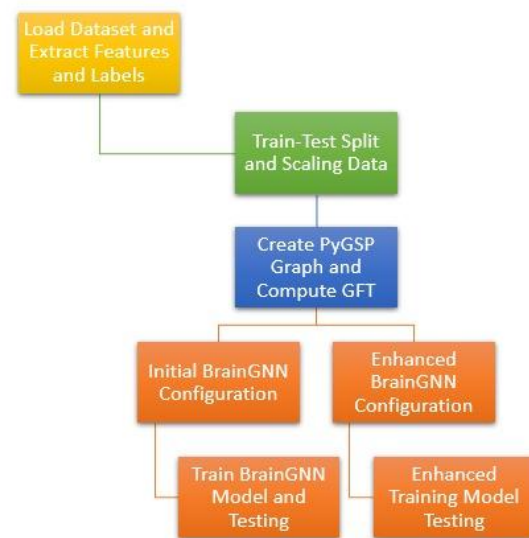 Load Dataset and
Extract Features
and Labels
Train-Test Split
and Scaling Data
Create PyGSP
Graph and
Compute GFT
Initial BrainGNN
Configuration
Enhanced
BrainGNN
Configuration
Train BrainGNN
Model and
Testing
Enhanced
Training Model
Testing